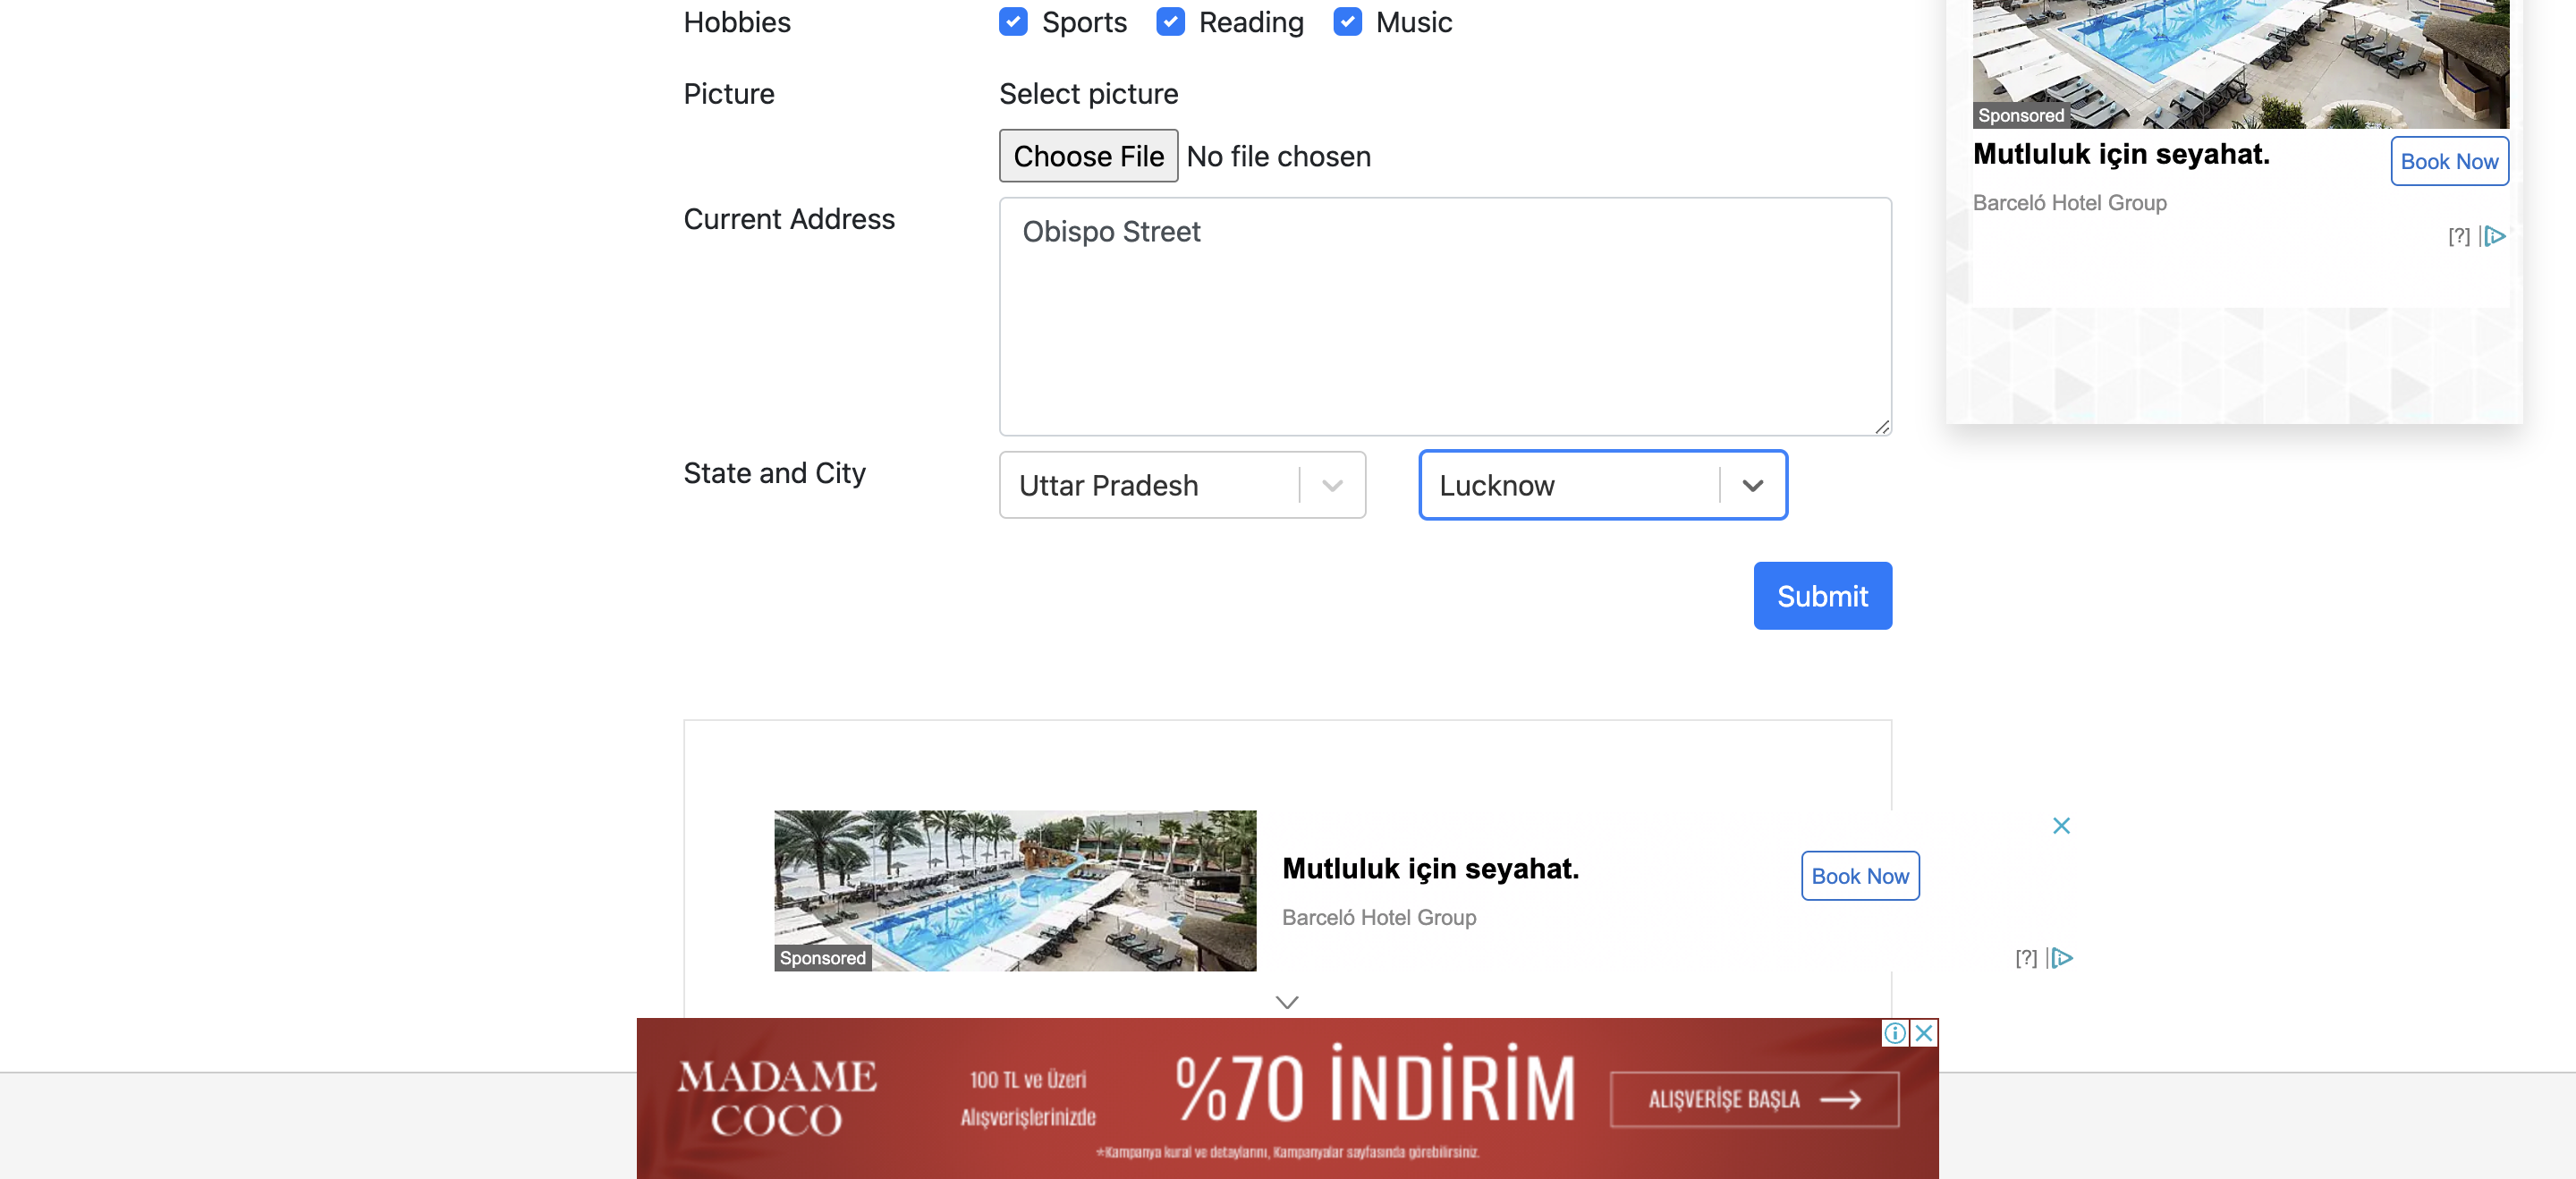 Hobbies
Sports
Reading
Music
Picture
Select picture
Choose File
No file chosen
Current Address
Obispo Street
State and City
Uttar Pradesh
Lucknow
Submit
Sponsored
Mutluluk için seyahat.
Book Now
Barceló Hotel Group
[?]
Sponsored
Mutluluk için seyahat.
Barceló Hotel Group
Book Now
[?]
MADAME
COCO
100 TL ve Üzeri
Alışverişlerinizde
%70 İNDİRİM
ALIŞVERİŞE BAŞLA
*Kampanya kural ve detaylarını, Kampanyalar sayfasında görebilirsiniz.